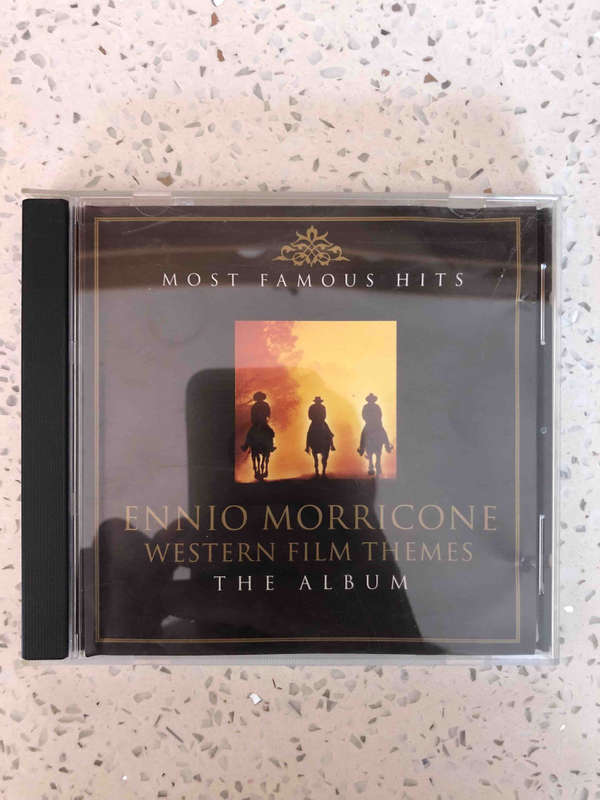 MOST FAMOUS HITS
ENNIO MORRICONE
WESTERN FILM THEMES
THE ALBUM